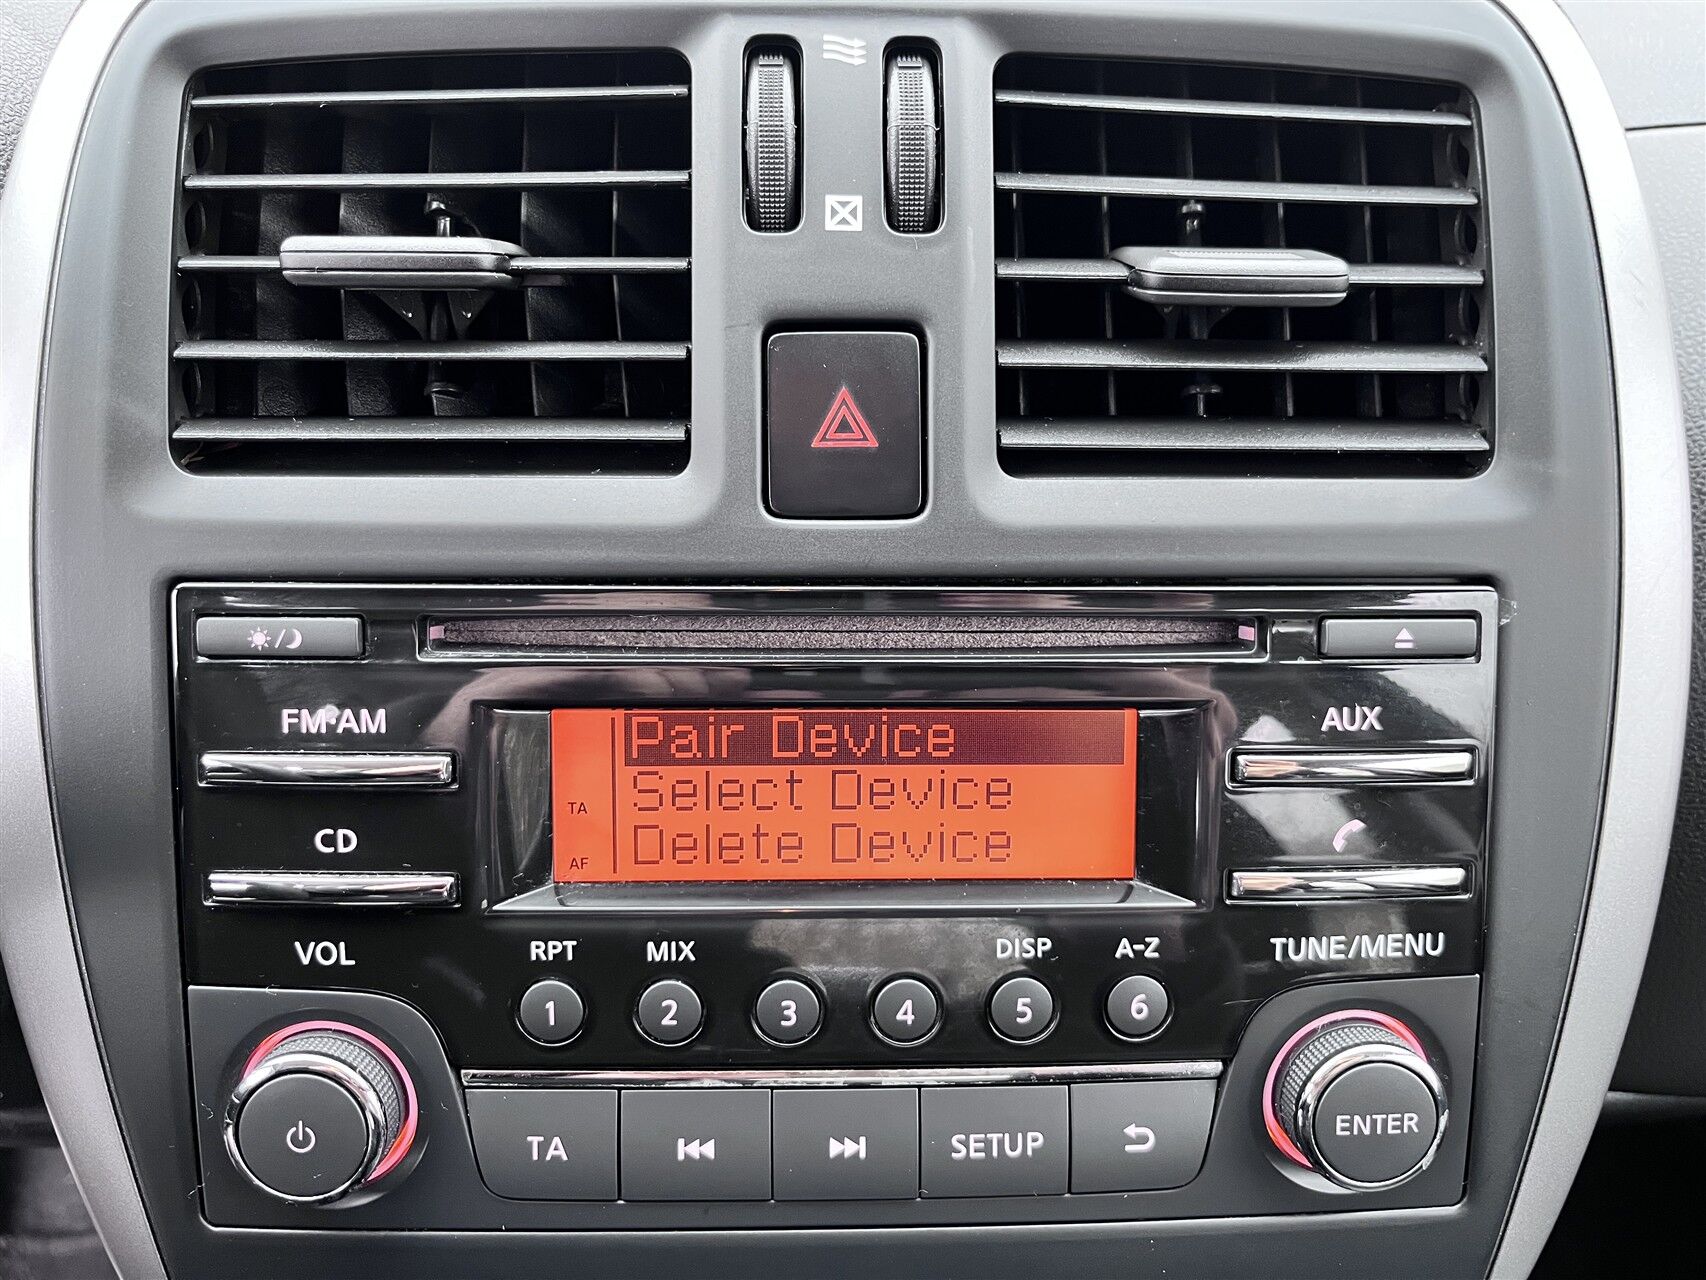 FM·AM
AUX
Pair Device
Select Device
Delete Device
TA
AF
CD
VOL
RPT
MIX
DISP
A-Z
TUNE/MENU
1
2
3
4
5
6
TA
SETUP
ENTER